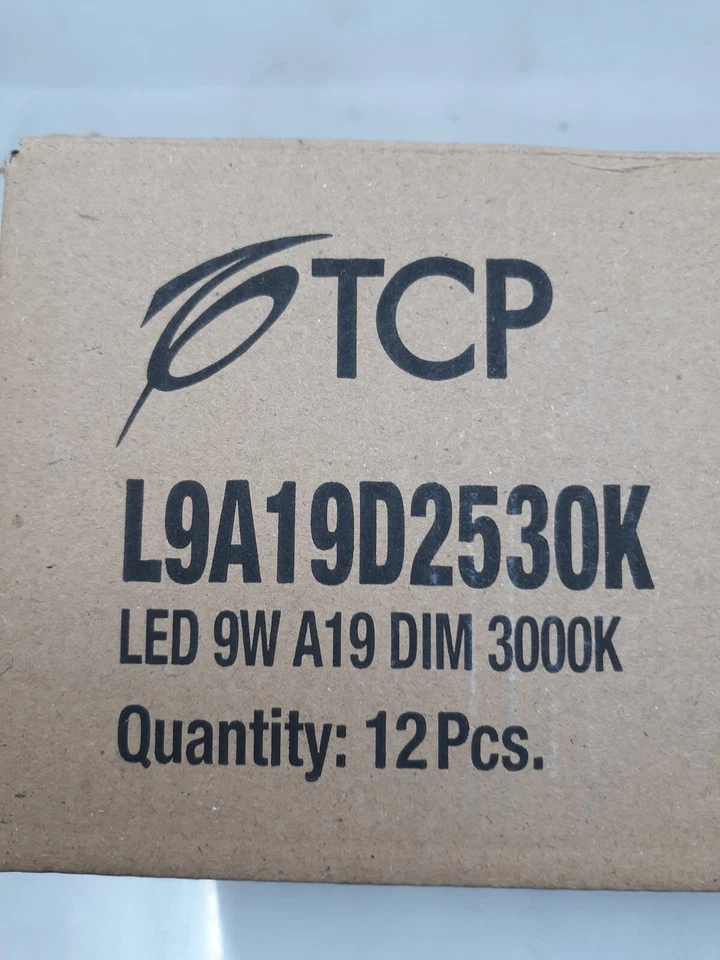 TCP
L9A19D2530K
LED 9W A19 DIM 3000K
Quantity: 12 Pcs.